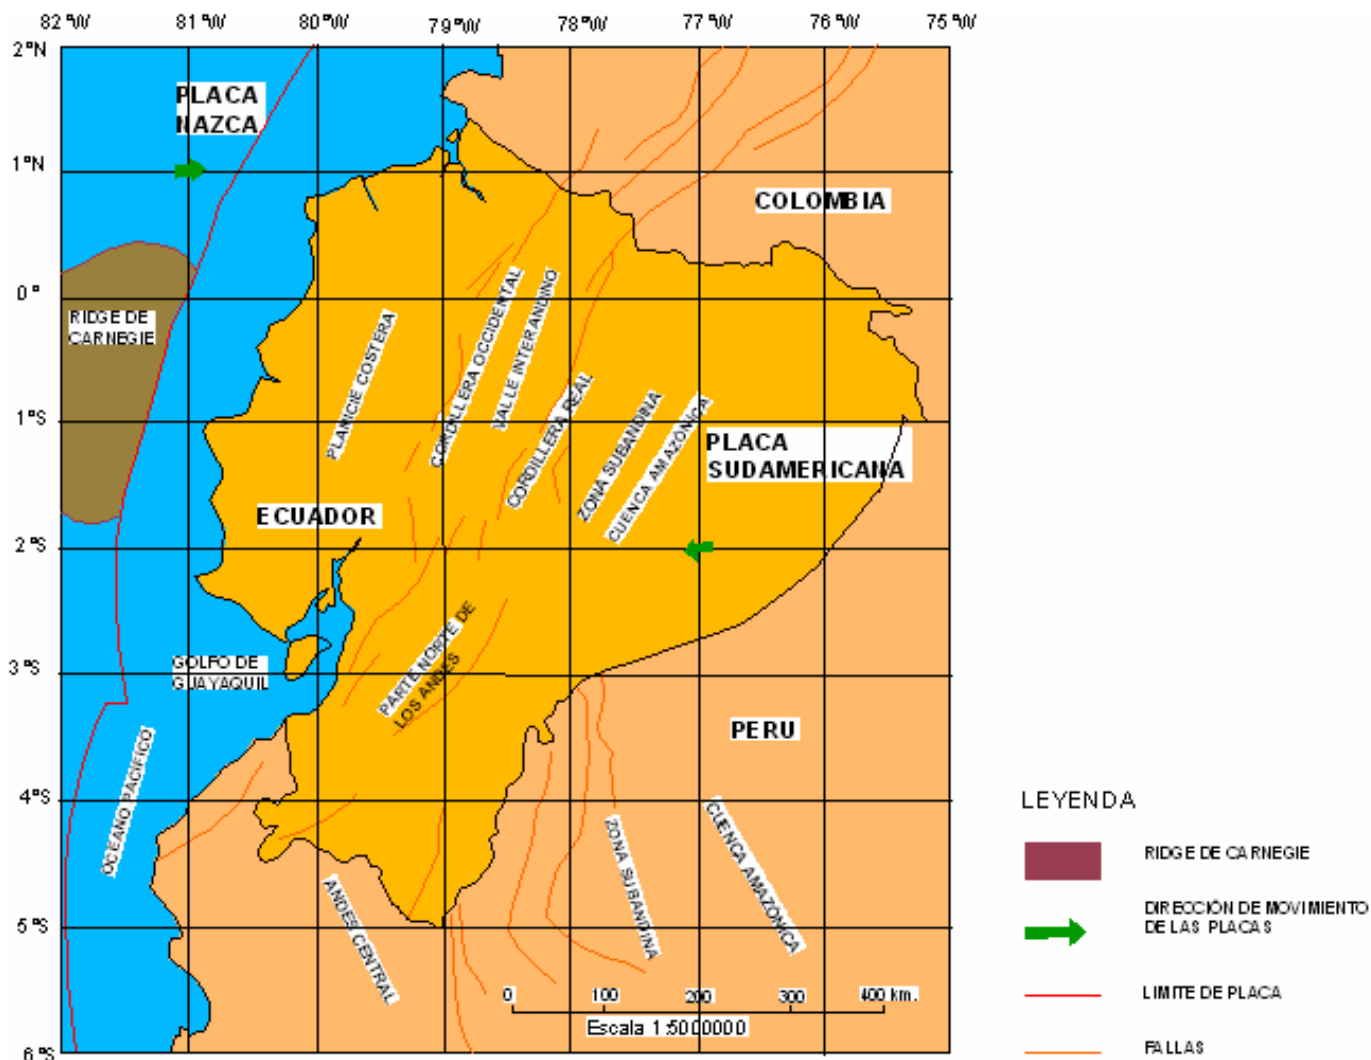 82 °W 81 °W 80 °W 79 °W 78 °W 77 °W 76 °W 75 °W
2 °N
PLACA
NAZCA
1 °N
COLOMBIA
0 °
RIDGE DE
CARNEGIE
PLANICIE COSTERA
CORDILLERA OCCIDENTAL
VALLE INTERANDINO
CORDILLERA REAL
ZONA SUBANDINA
CUENCA AMAZÓNICA
1 °S
PLACA
SUDAMERICANA
ECUADOR
2 °S
PARTE NORTE DE
LOS ANDES
GOLFO DE
GUAYAQUIL
3 °S
PERU
OCEANO PACIFICO
4 °S
ANDES CENTRAL
ZONA SUBANDINA
CUENCA AMAZÓNICA
5 °S
0 100 200 300 400 km.
Escala 1:5000000
6 °S
LEYENDA
RIDGE DE CARNEGIE
DIRECCIÓN DE MOVIMIENTO
DE LAS PLACAS
LIMITE DE PLACA
FALLAS